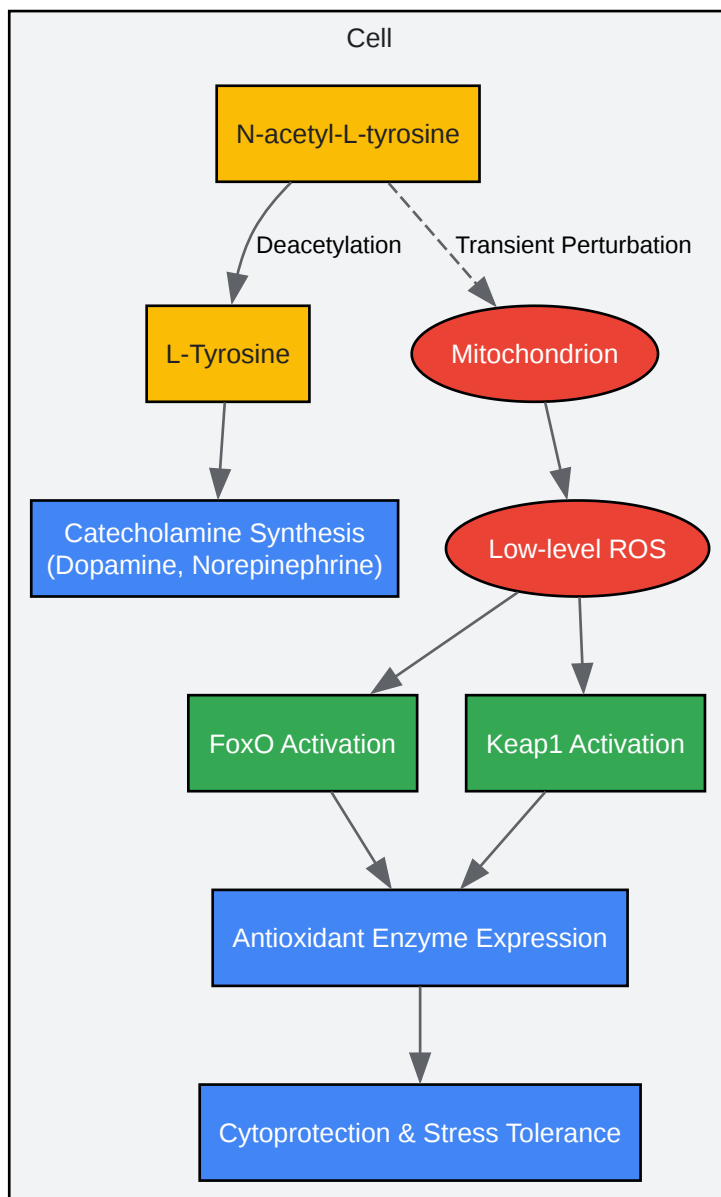 Cell
N-acetyl-L-tyrosine
Deacetylation
Transient Perturbation
L-Tyrosine
Mitochondrion
Catecholamine Synthesis
(Dopamine, Norepinephrine)
Low-level ROS
FoxO Activation
Keap1 Activation
Antioxidant Enzyme Expression
Cytoprotection & Stress Tolerance